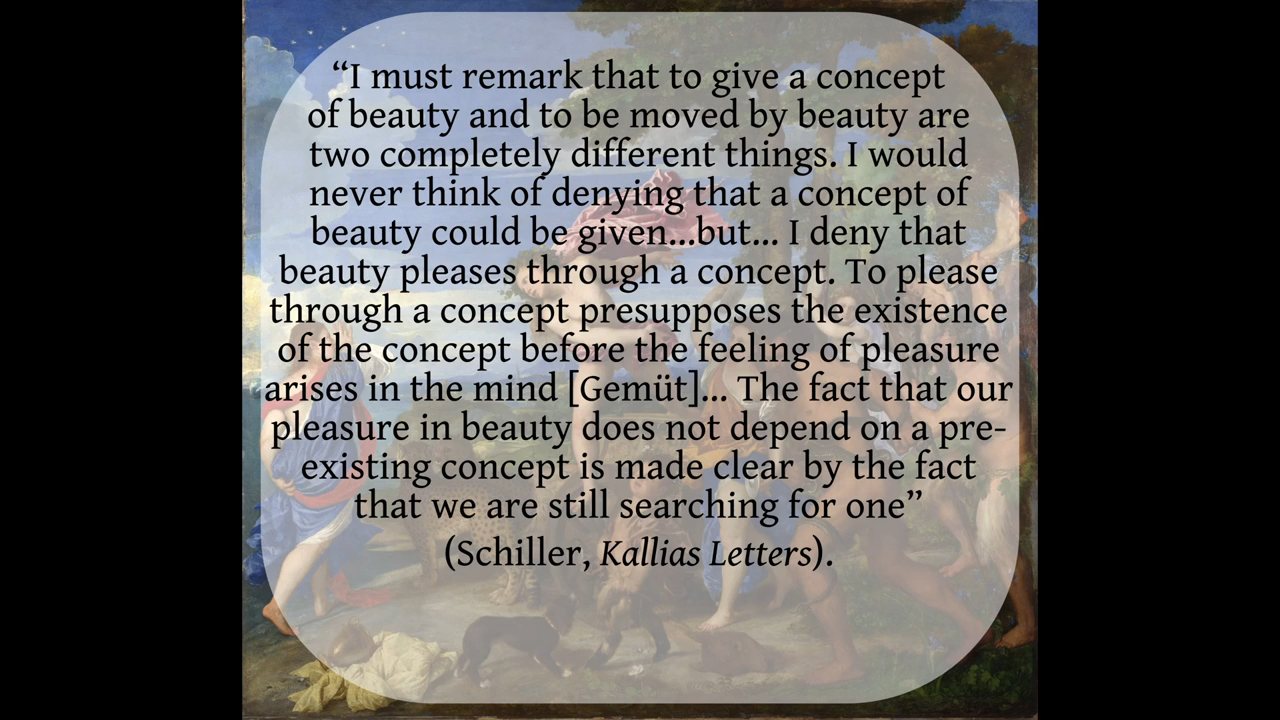 “I must remark that to give a concept
of beauty and to be moved by beauty are
two completely different things. I would
never think of denying that a concept of
beauty could be given...but... I deny that
beauty pleases through a concept. To please
through a concept presupposes the existence
of the concept before the feeling of pleasure
arises in the mind [Gemüt]... The fact that our
pleasure in beauty does not depend on a pre-
existing concept is made clear by the fact
that we are still searching for one”
(Schiller, Kallias Letters).